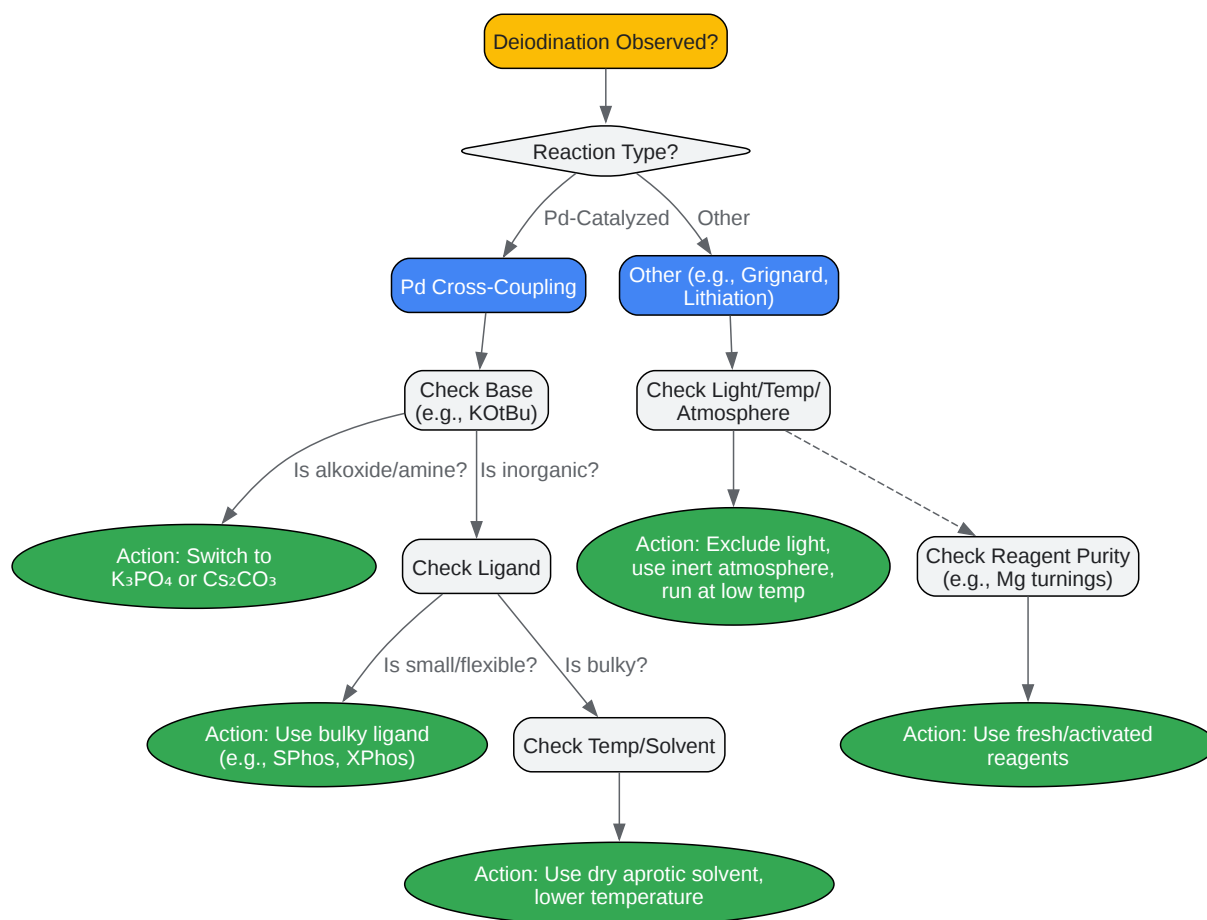 Deiodination Observed?
Reaction Type?
Pd-Catalyzed
Other
Pd Cross-Coupling
Other (e.g., Grignard,
Lithiation)
Check Base
(e.g., KOtBu)
Check Light/Temp/
Atmosphere
Is alkoxide/amine?
Is inorganic?
Action: Switch to
K₃PO₄ or Cs₂CO₃
Check Ligand
Action: Exclude light,
use inert atmosphere,
run at low temp
Check Reagent Purity
(e.g., Mg turnings)
Is small/flexible?
Is bulky?
Action: Use bulky ligand
(e.g., SPhos, XPhos)
Check Temp/Solvent
Action: Use fresh/activated
reagents
Action: Use dry aprotic solvent,
lower temperature